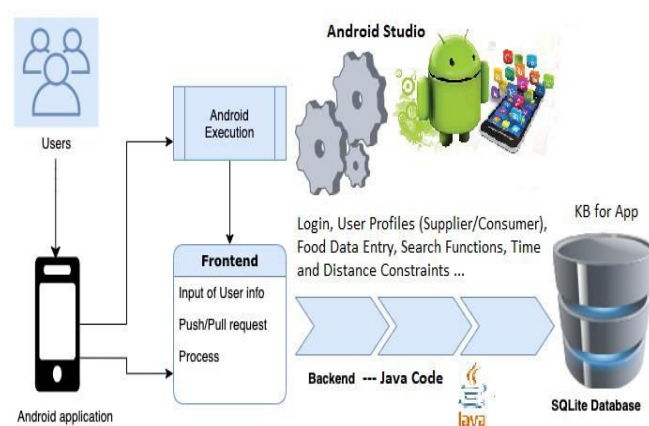 Android Studio
Users
Android
Execution
Login, User Profiles (Supplier/Consumer),
Food Data Entry, Search Functions, Time
and Distance Constraints ...
KB for App
Frontend
Input of User info
Push/Pull request
Process
Backend --- Java Code
Java
Android application
SQLite Database